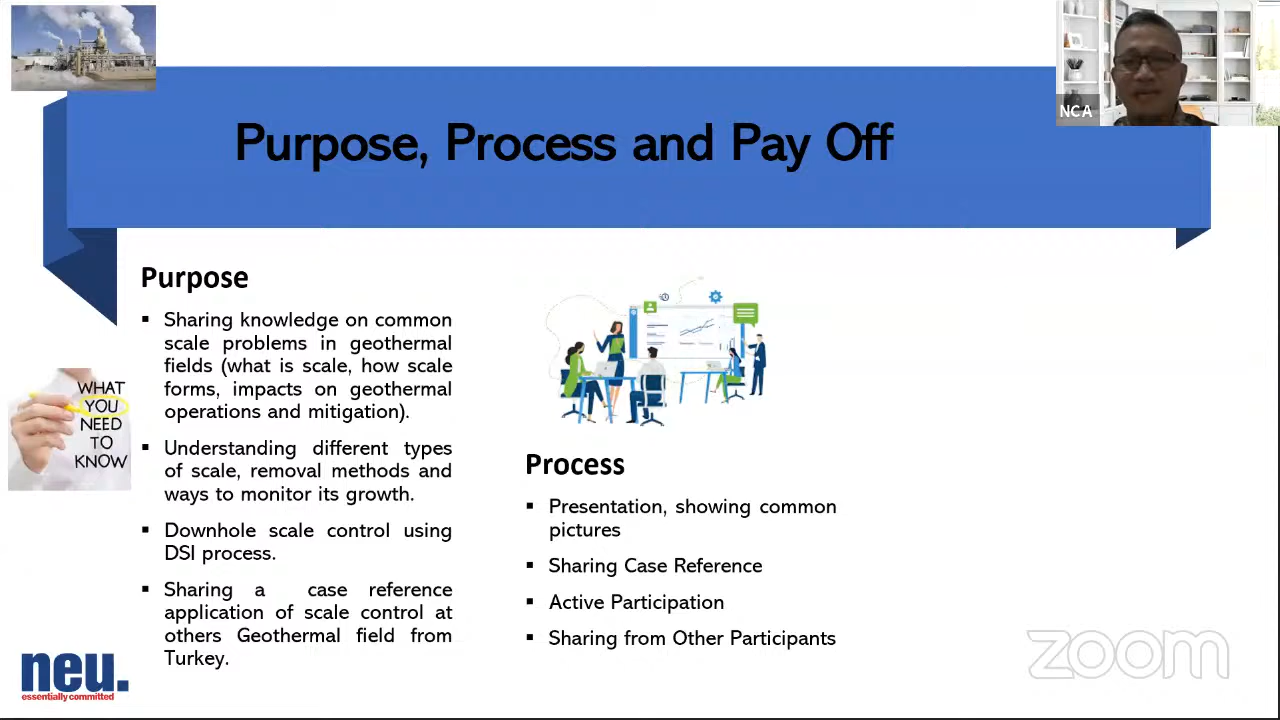 NCA
Purpose, Process and Pay Off
Purpose
▪ Sharing knowledge on common
scale problems in geothermal
fields (what is scale, how scale
forms, impacts on geothermal
operations and mitigation).
▪ Understanding different types
of scale, removal methods and
ways to monitor its growth.
▪ Downhole scale control using
DSI process.
▪ Sharing a case reference
application of scale control at
others Geothermal field from
Turkey.
WHAT
YOU
NEED
TO
KNOW
Process
▪ Presentation, showing common
pictures
▪ Sharing Case Reference
▪ Active Participation
▪ Sharing from Other Participants
neu.
essentially committed
zoom